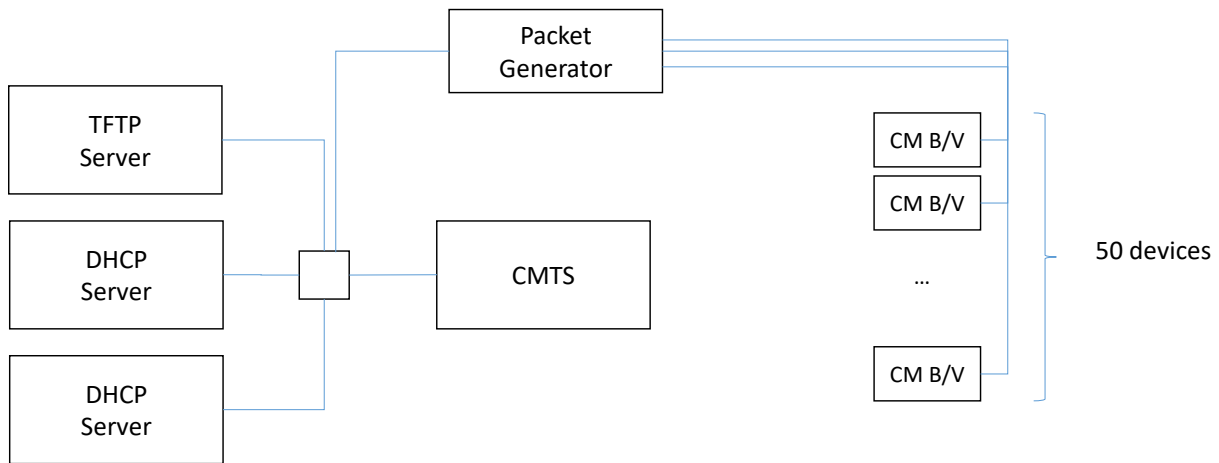 Packet
Generator
TFTP
Server
CM B/V
CM B/V
DHCP
Server
CMTS
50 devices
...
DHCP
Server
CM B/V